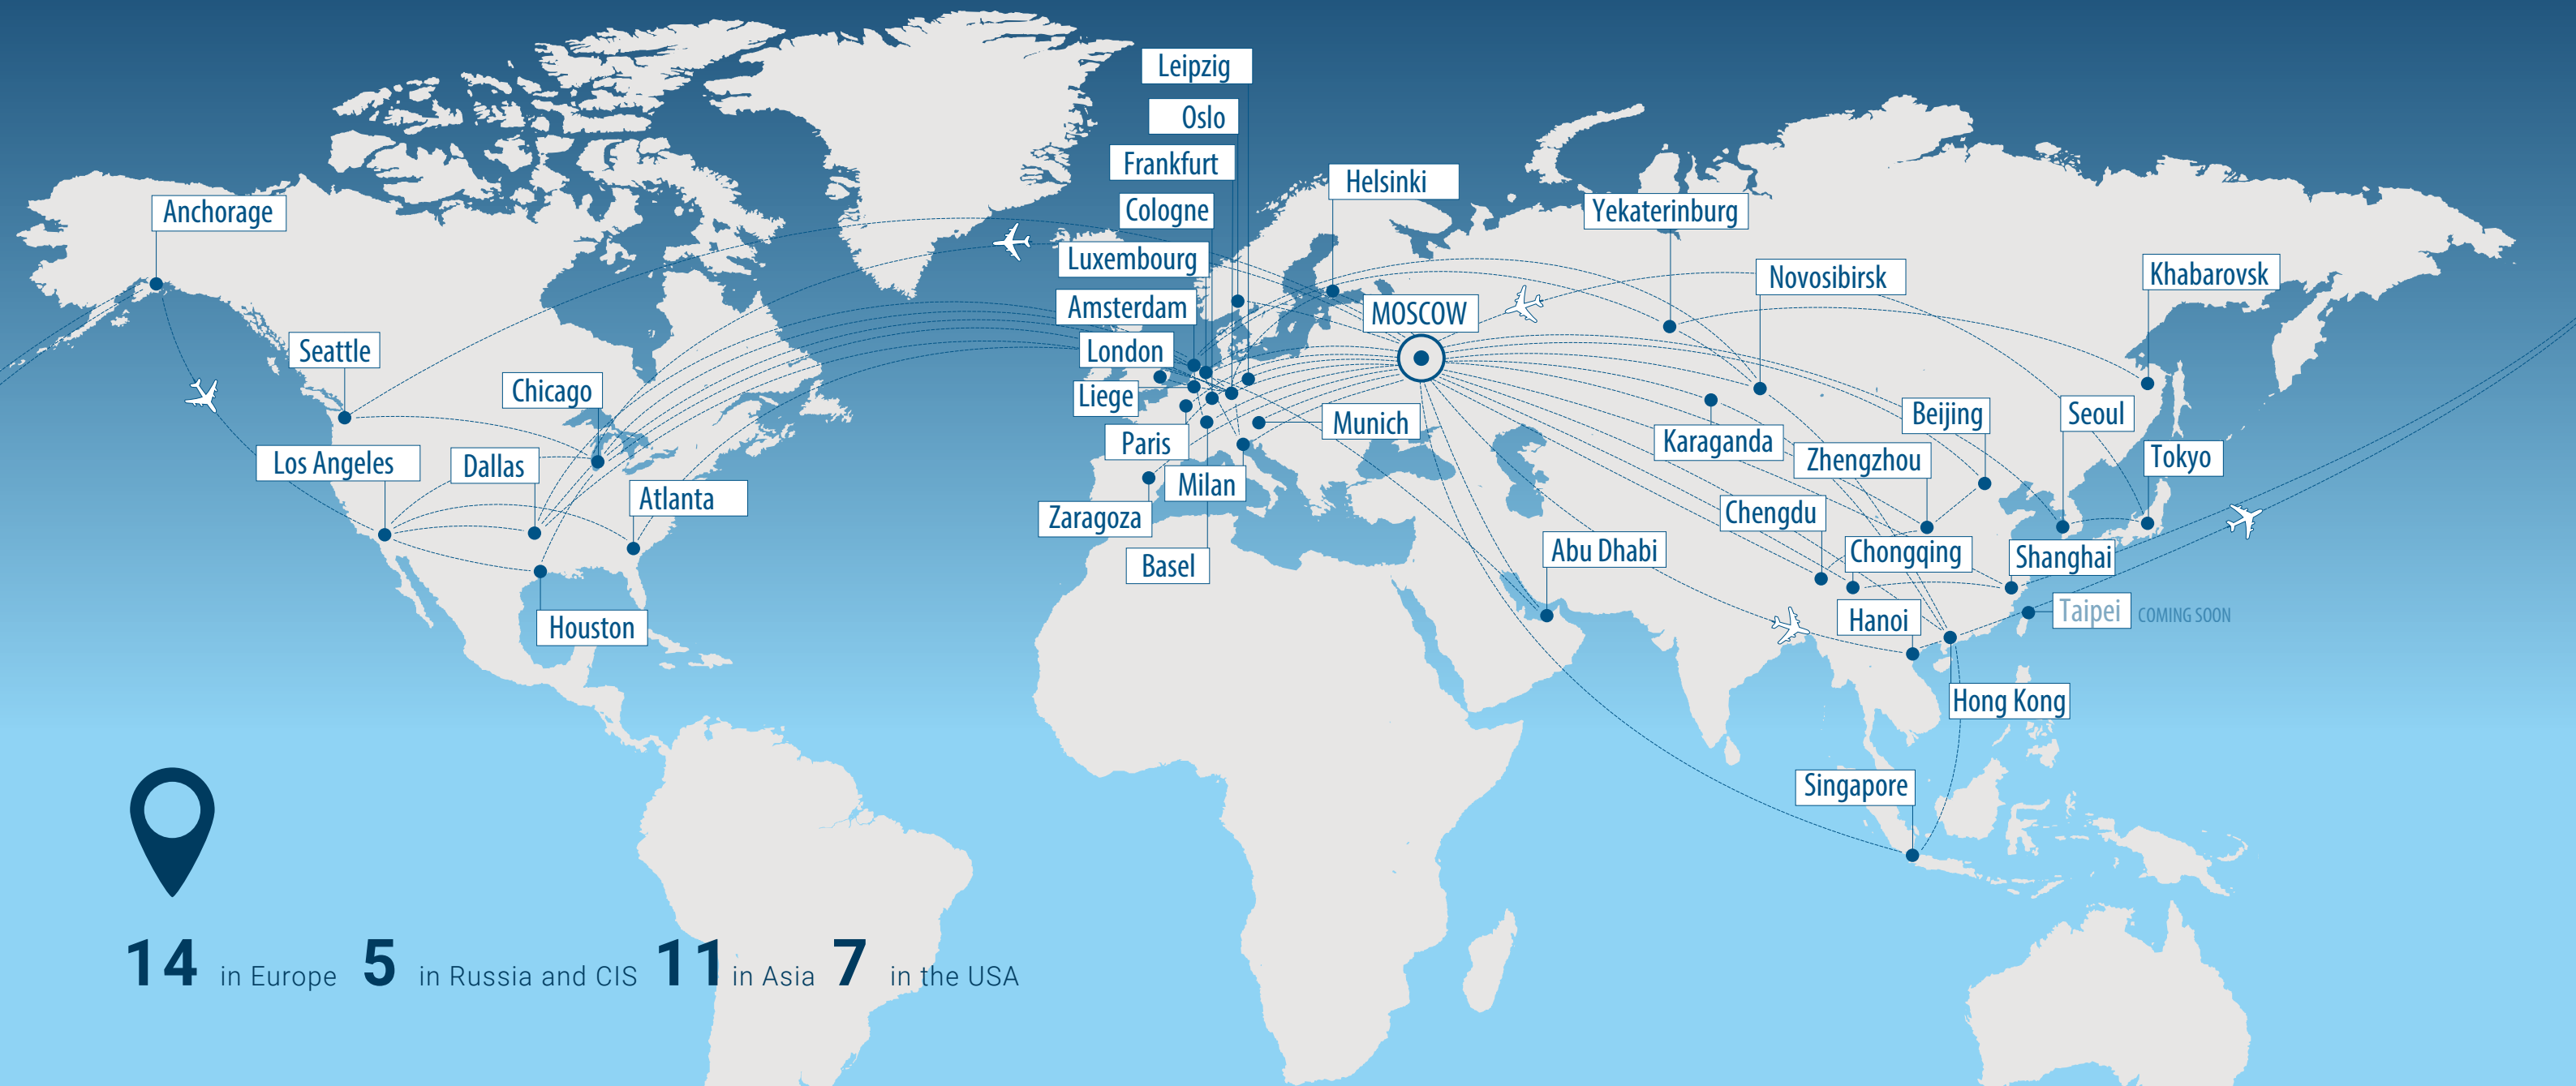 Leipzig
Oslo
Frankfurt
Cologne
Luxembourg
Amsterdam
London
Liege
Paris
Zaragoza
Milan
Basel
Munich
Helsinki
MOSCOW
Yekaterinburg
Novosibirsk
Khabarovsk
Anchorage
Seattle
Chicago
Los Angeles
Dallas
Atlanta
Houston
Karaganda
Beijing
Seoul
Tokyo
Zhengzhou
Chengdu
Chongqing
Shanghai
Abu Dhabi
Hanoi
Taipei COMING SOON
Hong Kong
Singapore
14 in Europe 5 in Russia and CIS 11 in Asia 7 in the USA